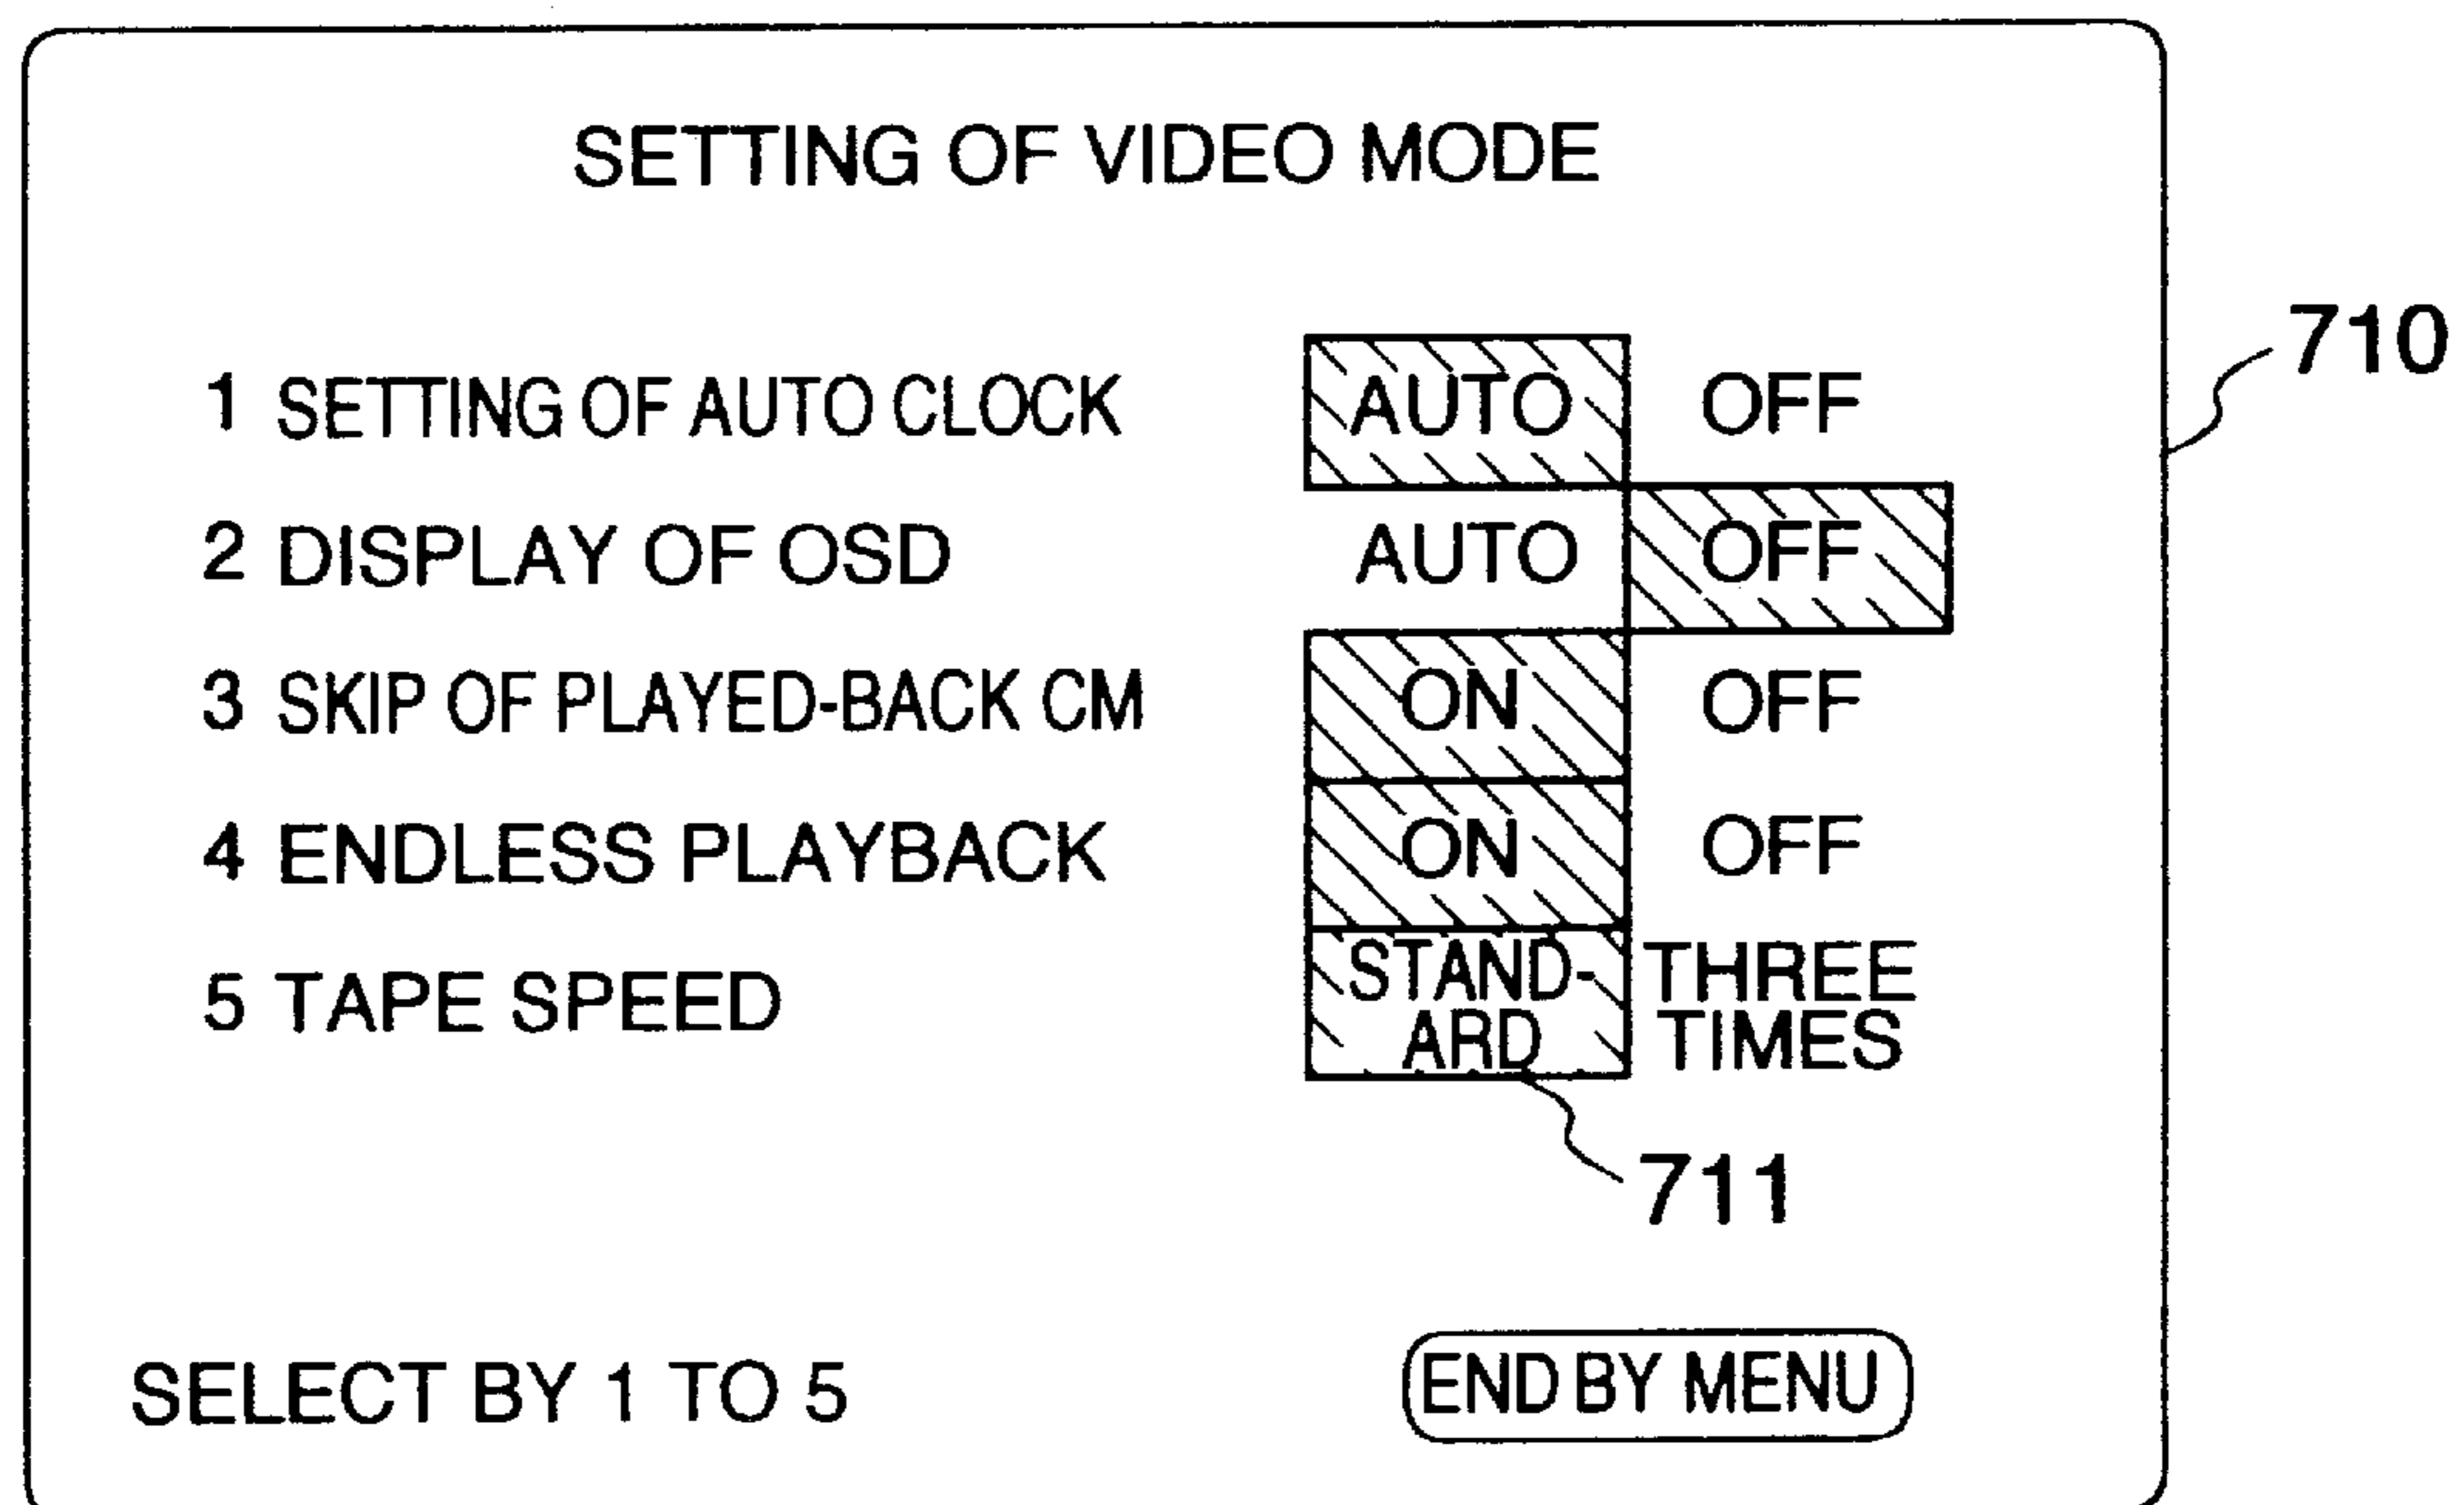 SETTING OF VIDEO MODE
710
1 SETTING OF AUTO CLOCK AUTO OFF
2 DISPLAY OF OSD AUTO OFF
3 SKIP OF PLAYED-BACK CM ON OFF
4 ENDLESS PLAYBACK ON OFF
5 TAPE SPEED STAND- THREE
ARD TIMES
711
SELECT BY 1 TO 5 END BY MENU